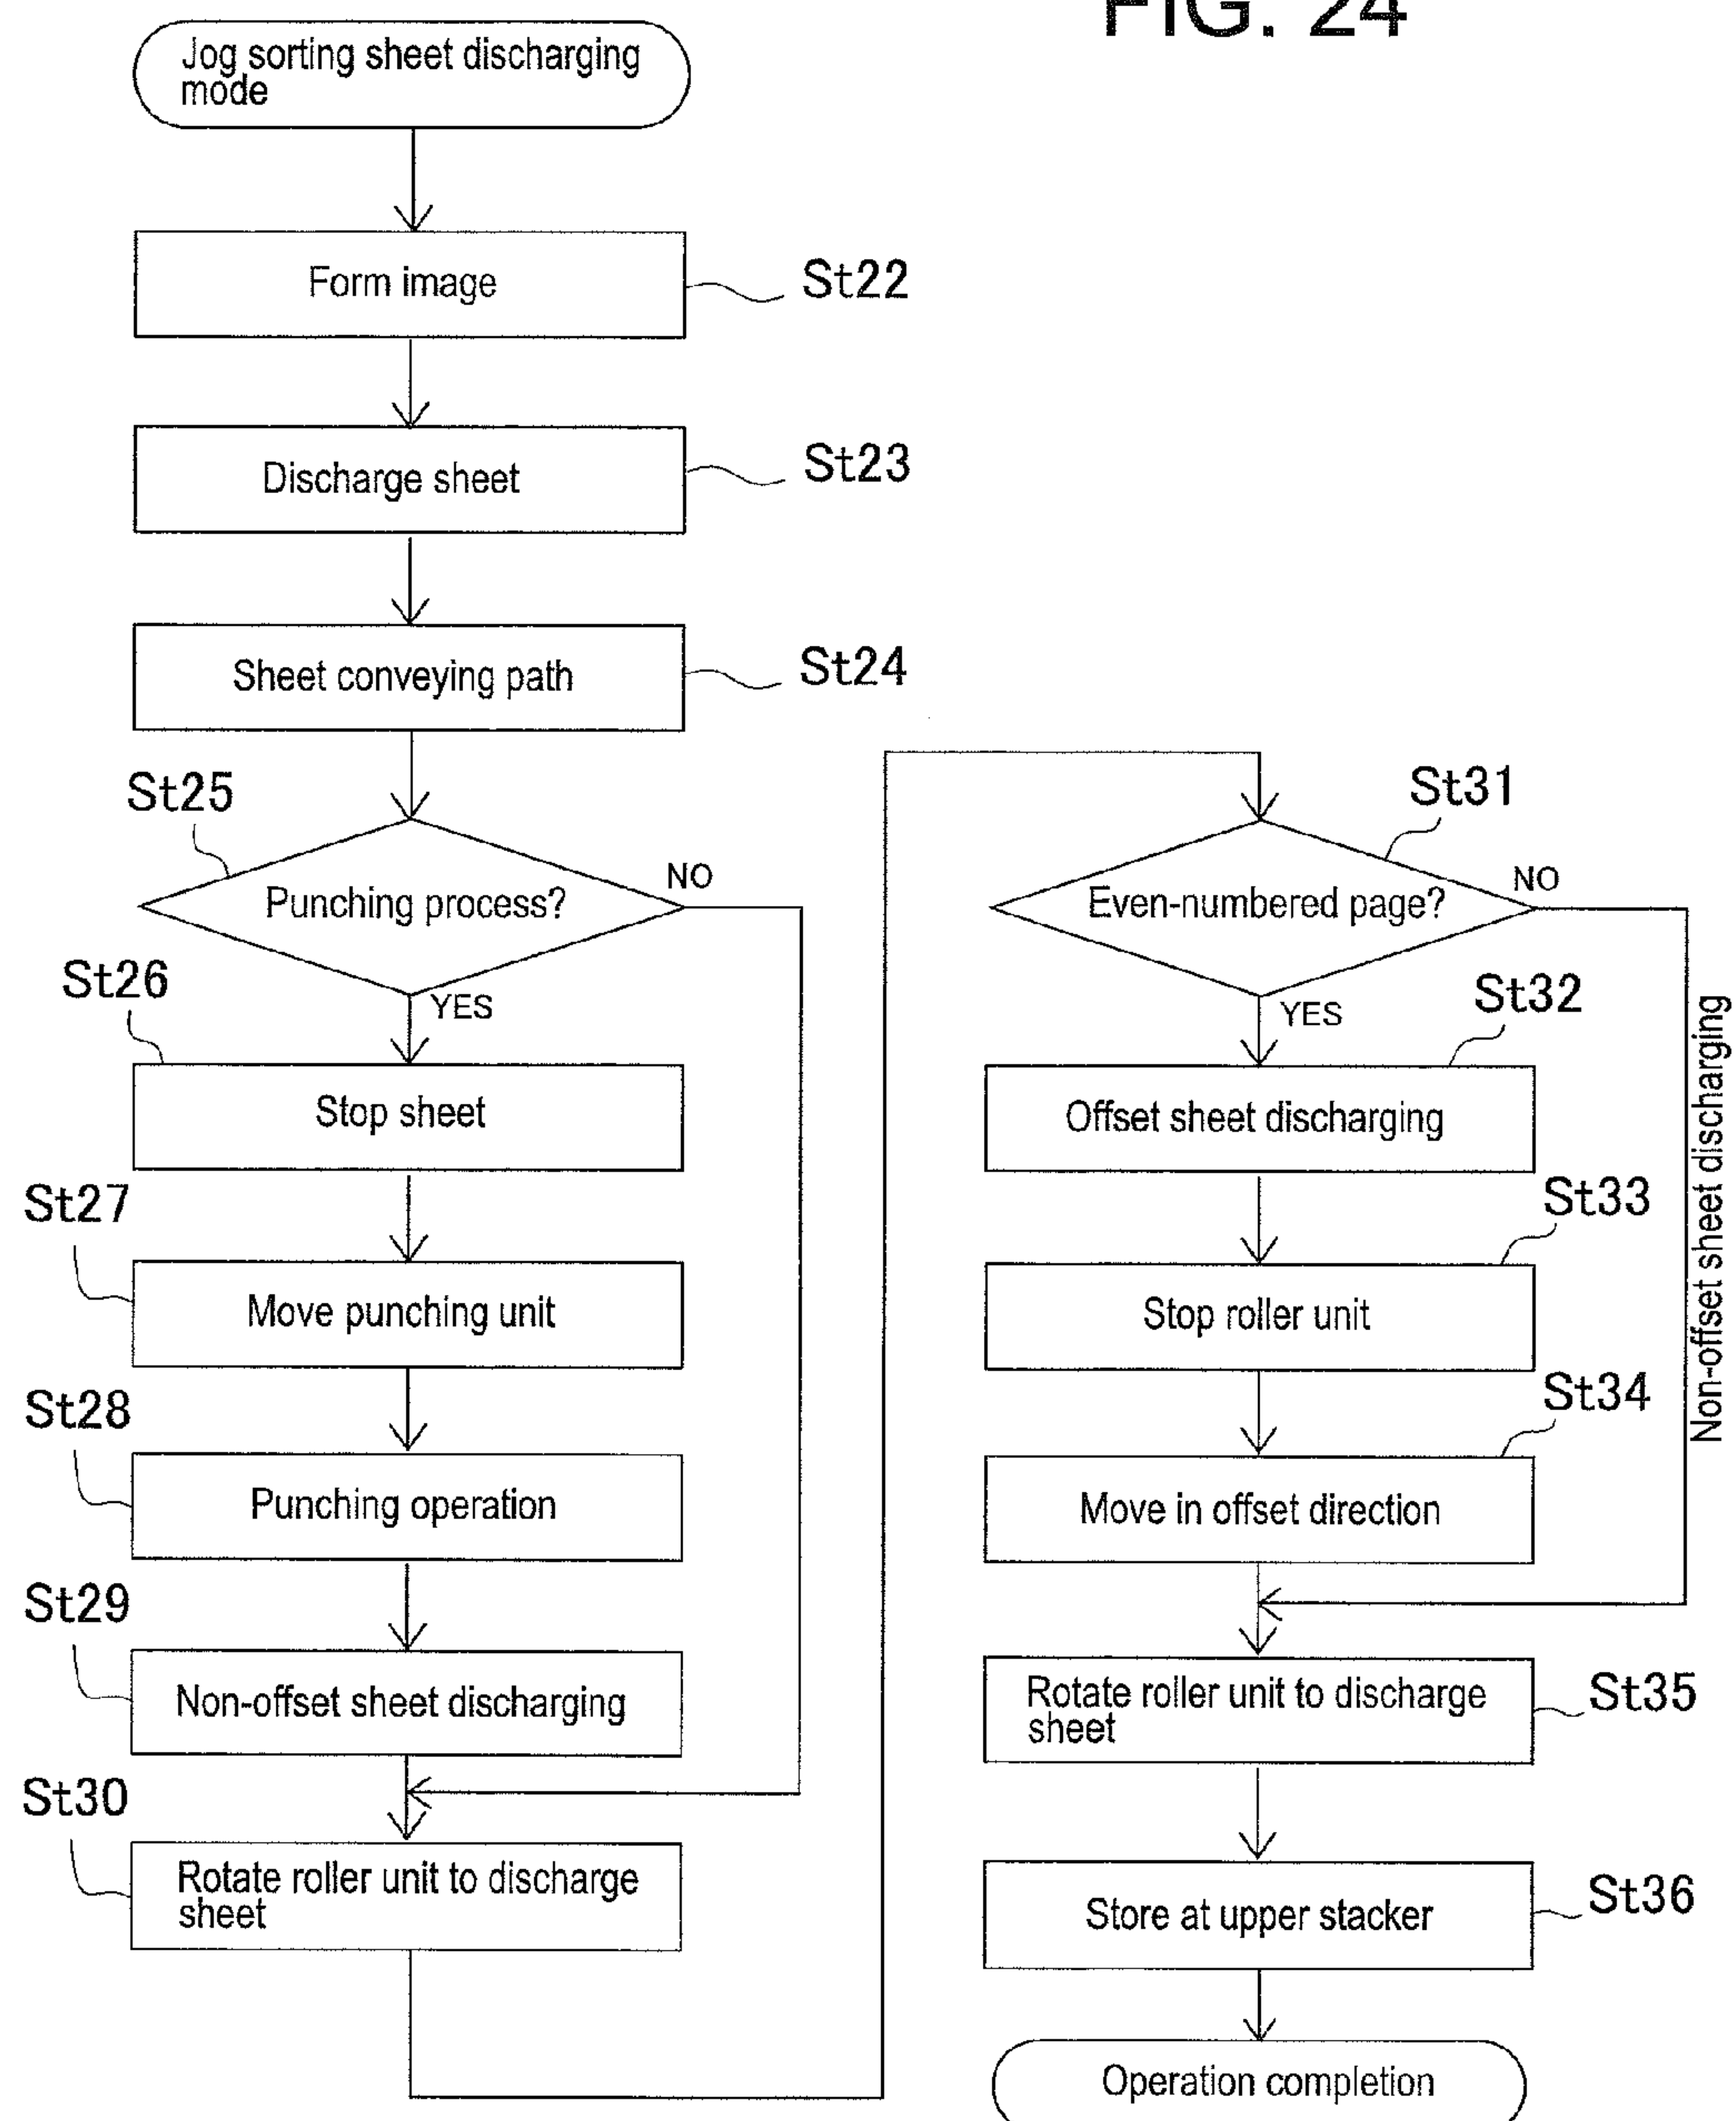 FIG. 24
Jog sorting sheet discharging
mode
Form image
St22
Discharge sheet
St23
Sheet conveying path
St24
St25
Punching process?
NO
YES
St26
Stop sheet
St27
Move punching unit
St28
Punching operation
St29
Non-offset sheet discharging
St30
Rotate roller unit to discharge
sheet
St31
Even-numbered page?
NO
YES
Non-offset sheet discharging
St32
Offset sheet discharging
St33
Stop roller unit
St34
Move in offset direction
Rotate roller unit to discharge
sheet
St35
Store at upper stacker
St36
Operation completion